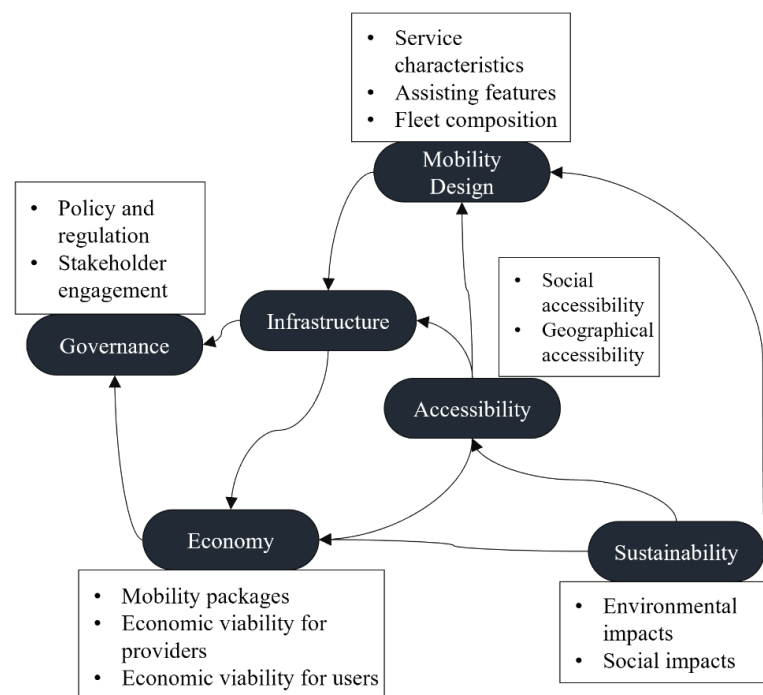 • Service
characteristics
• Assisting features
• Fleet composition
Mobility
Design
• Policy and
regulation
• Stakeholder
engagement
• Social
accessibility
• Geographical
accessibility
Infrastructure
Governance
Accessibility
Economy
Sustainability
• Mobility packages
• Economic viability for
providers
• Economic viability for users
• Environmental
impacts
• Social impacts